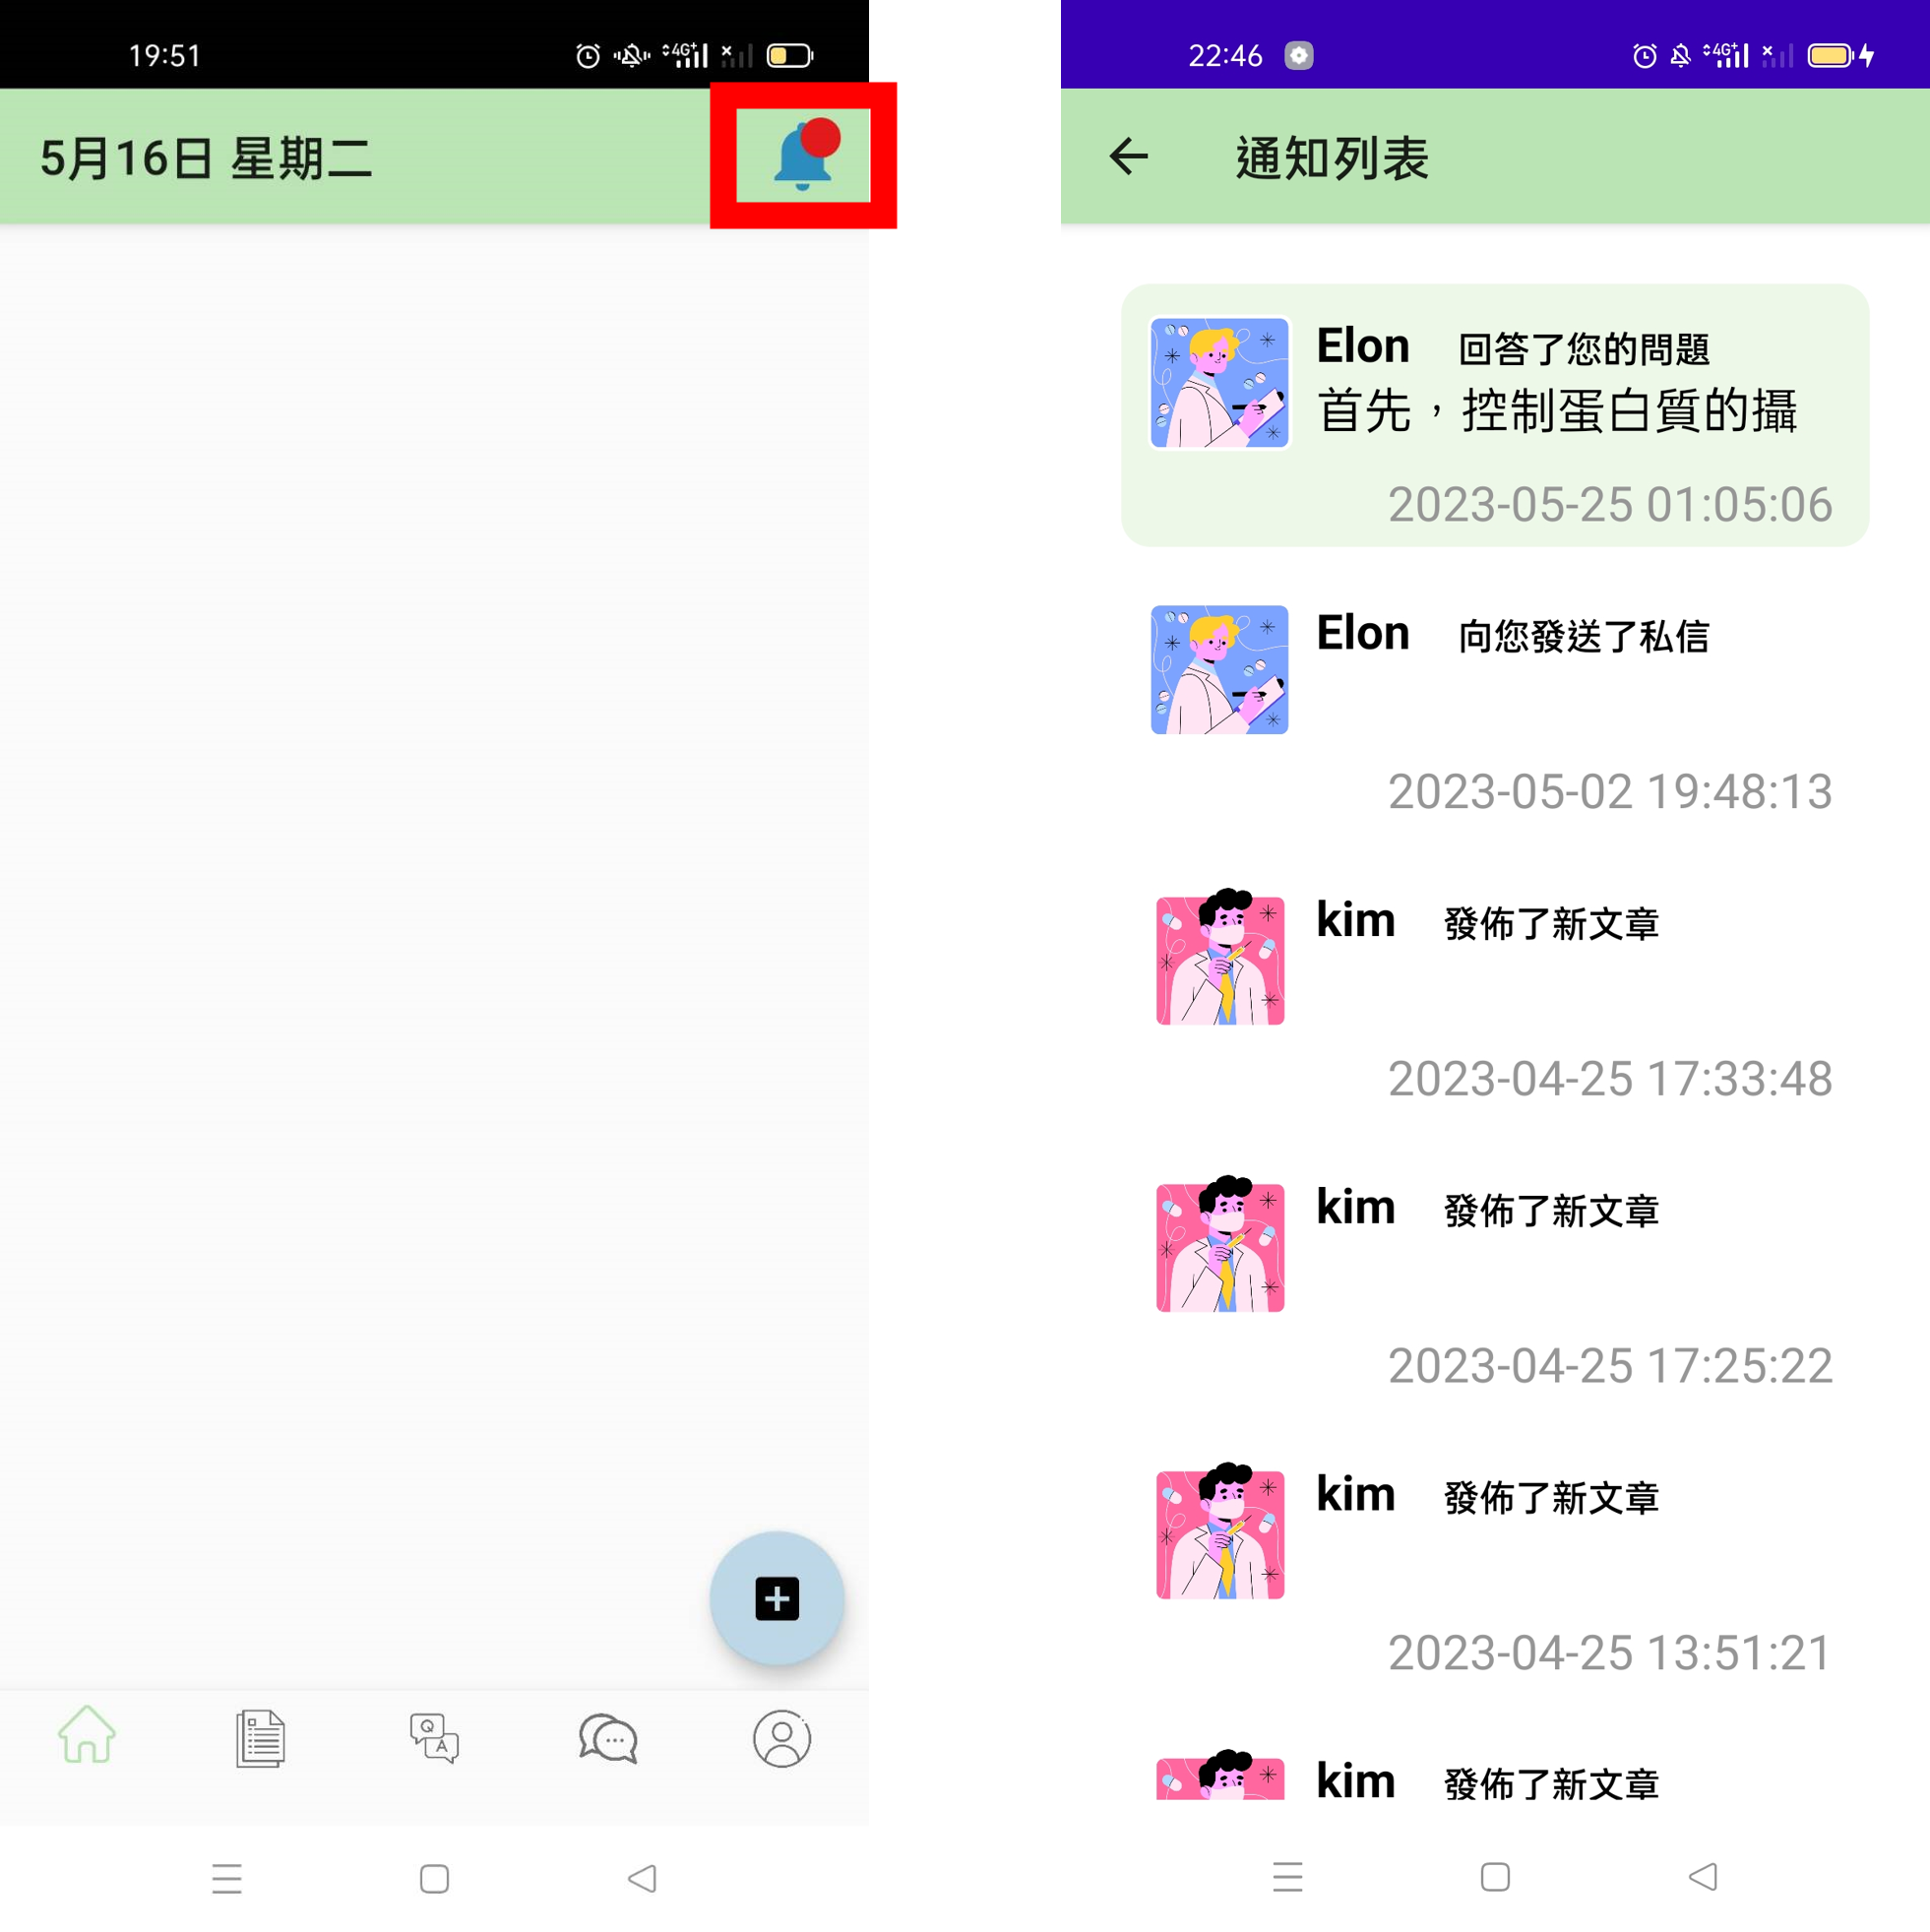 19:51
4G+
5月16日 星期二
Q
A
22:46
4G+
通知列表
Elon 回答了您的問題
首先，控制蛋白質的攝
2023-05-25 01:05:06
Elon 向您發送了私信
2023-05-02 19:48:13
kim 發佈了新文章
2023-04-25 17:33:48
kim 發佈了新文章
2023-04-25 17:25:22
kim 發佈了新文章
2023-04-25 13:51:21
kim 發佈了新文章